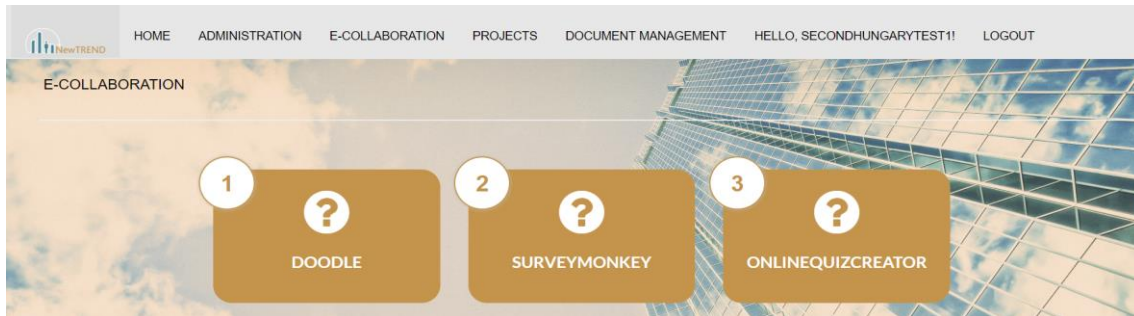 NewTREND
HOME ADMINISTRATION E-COLLABORATION PROJECTS DOCUMENT MANAGEMENT HELLO, SECONDHUNGARYTEST1! LOGOUT
E-COLLABORATION
1 2 3
? ? ?
DOODLE SURVEYMONKEY ONLINEQUIZCREATOR